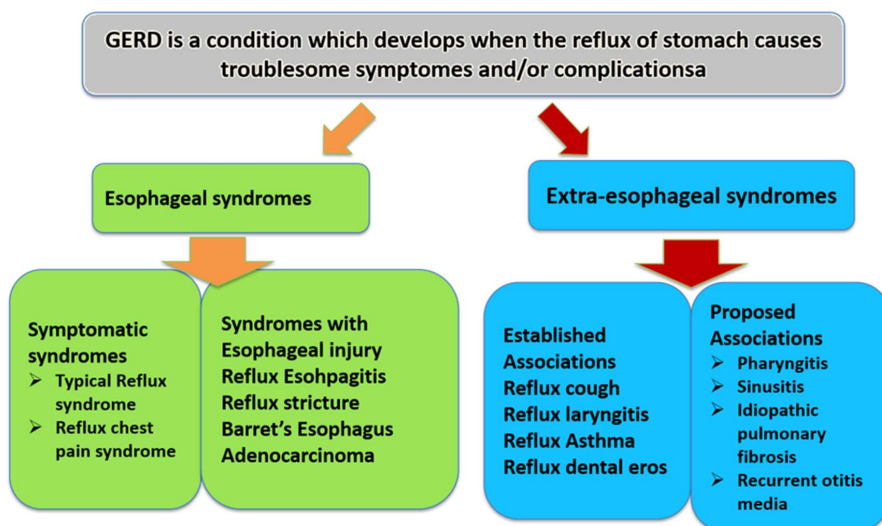 GERD is a condition which develops when the reflux of stomach causes
troublesome symptomes and/or complicationsa
Esophageal syndromes
Extra-esophageal syndromes
Symptomatic
syndromes
➢ Typical Reflux
syndrome
➢ Reflux chest
pain syndrome
Syndromes with
Esophageal injury
Reflux Esohpagitis
Reflux stricture
Barret's Esophagus
Adenocarcinoma
Established
Associations
Reflux cough
Reflux laryngitis
Reflux Asthma
Reflux dental eros
Proposed
Associations
➢ Pharyngitis
➢ Sinusitis
➢ Idiopathic
pulmonary
fibrosis
➢ Recurrent otitis
media